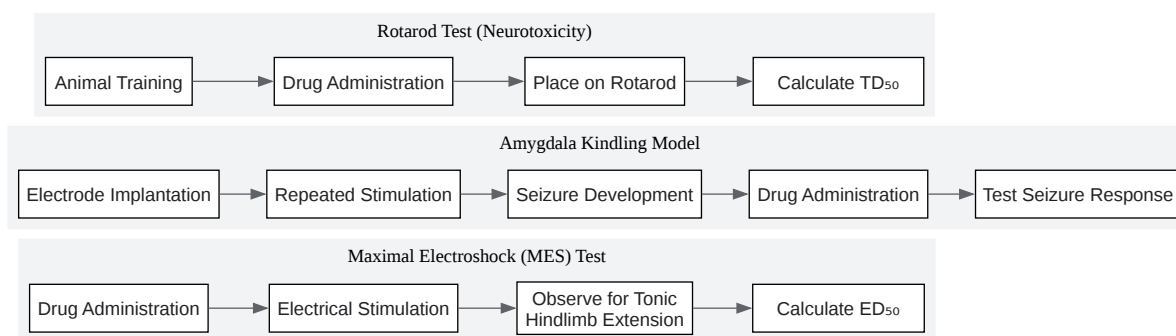 Rotarod Test (Neurotoxicity)
Animal Training
Drug Administration
Place on Rotarod
Calculate TD₅₀
Amygdala Kindling Model
Electrode Implantation
Repeated Stimulation
Seizure Development
Drug Administration
Test Seizure Response
Maximal Electroshock (MES) Test
Drug Administration
Electrical Stimulation
Observe for Tonic
Hindlimb Extension
Calculate ED₅₀